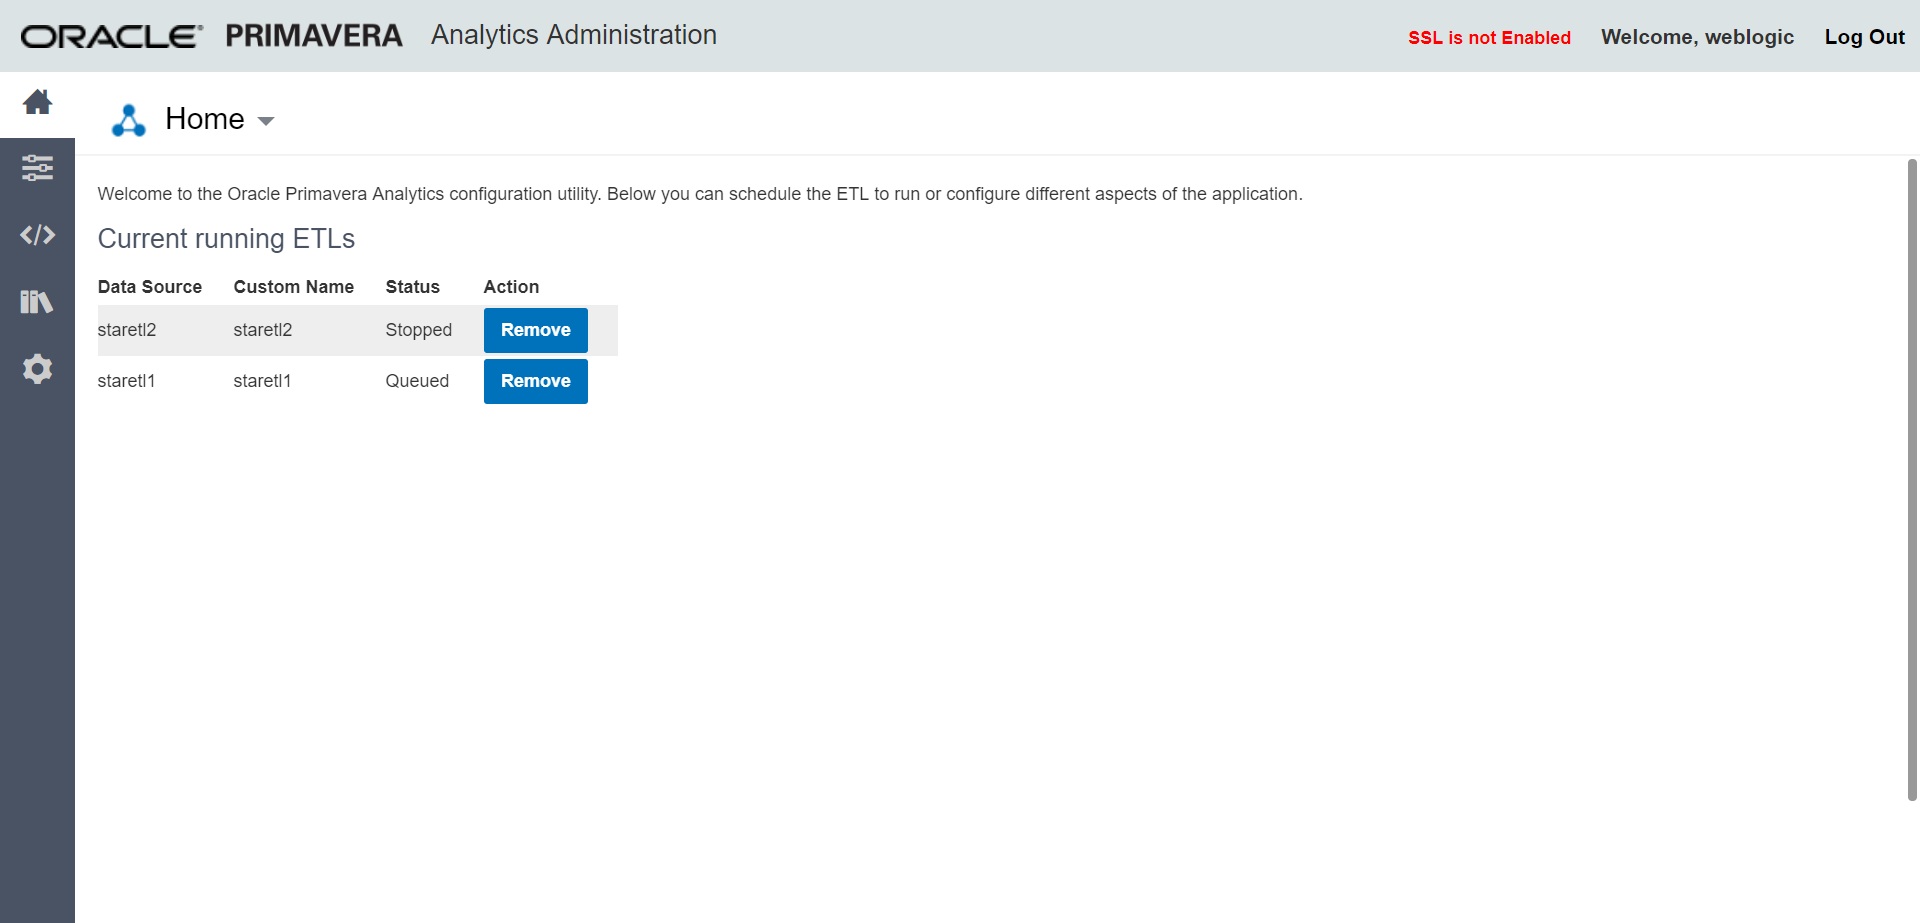 ORACLE® PRIMAVERA Analytics Administration SSL is not Enabled Welcome, weblogic Log Out
Home
Welcome to the Oracle Primavera Analytics configuration utility. Below you can schedule the ETL to run or configure different aspects of the application.
Current running ETLs
Data Source Custom Name Status Action
staretl2 staretl2 Stopped Remove
staretl1 staretl1 Queued Remove